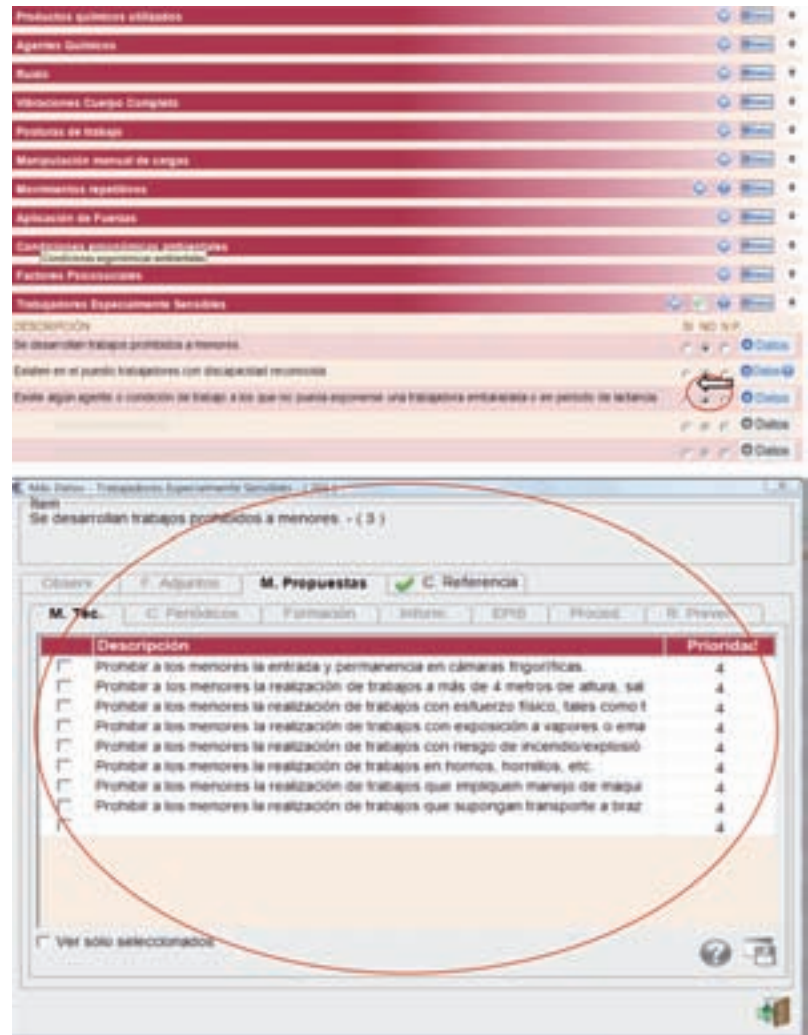 Productos químicos utilizados
Agentes Químicos
Ruido
Vibraciones Cuerpo Completo
Posturas de trabajo
Manipulación manual de cargas
Movimientos repetitivos
Aplicación de Fuerzas
Condiciones ergonómicas ambientales
Condiciones ergonómicas ambientales
Factores Psicosociales
Trabajadores Especialmente Sensibles
DESCRIPCIÓN SI NO N.P.
Se desarrollan trabajos prohibidos a menores. Datos
Existen en el puesto trabajadores con discapacidad reconocida Datos
Existe algún agente o condición de trabajo a los que no pueda exponerse una trabajadora embarazada o en periodo de lactancia Datos
Datos
Datos
Más Datos - Trabajadores Especialmente Sensibles
Item
Se desarrollan trabajos prohibidos a menores. - ( 3 )
Observ. F. Adjuntos M. Propuestas C. Referencia
M. Téc. C. Periódicos Formación Inform. EPIS Proced. R. Preven.
Descripción Prioridad
Prohibir a los menores la entrada y permanencia en cámaras frigoríficas. 4
Prohibir a los menores la realización de trabajos a más de 4 metros de altura, sal 4
Prohibir a los menores la realización de trabajos con esfuerzo físico, tales como t 4
Prohibir a los menores la realización de trabajos con exposición a vapores o ema 4
Prohibir a los menores la realización de trabajos con riesgo de incendio/explosió 4
Prohibir a los menores la realización de trabajos en hornos, hornillos, etc. 4
Prohibir a los menores la realización de trabajos que impliquen manejo de máqui 4
Prohibir a los menores la realización de trabajos que supongan transporte a braz 4
4
Ver solo seleccionados